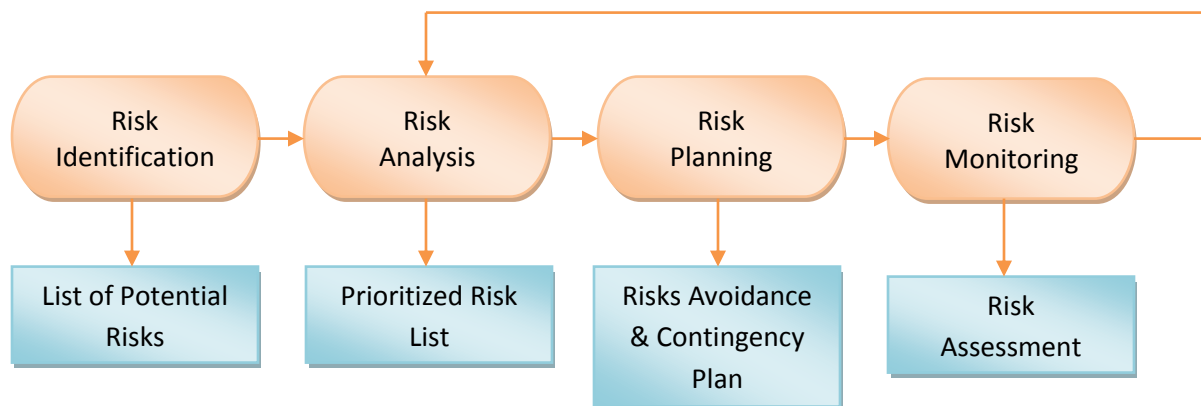 Risk
Identification
Risk
Analysis
Risk
Planning
Risk
Monitoring
List of Potential
Risks
Prioritized Risk
List
Risks Avoidance
& Contingency
Plan
Risk
Assessment